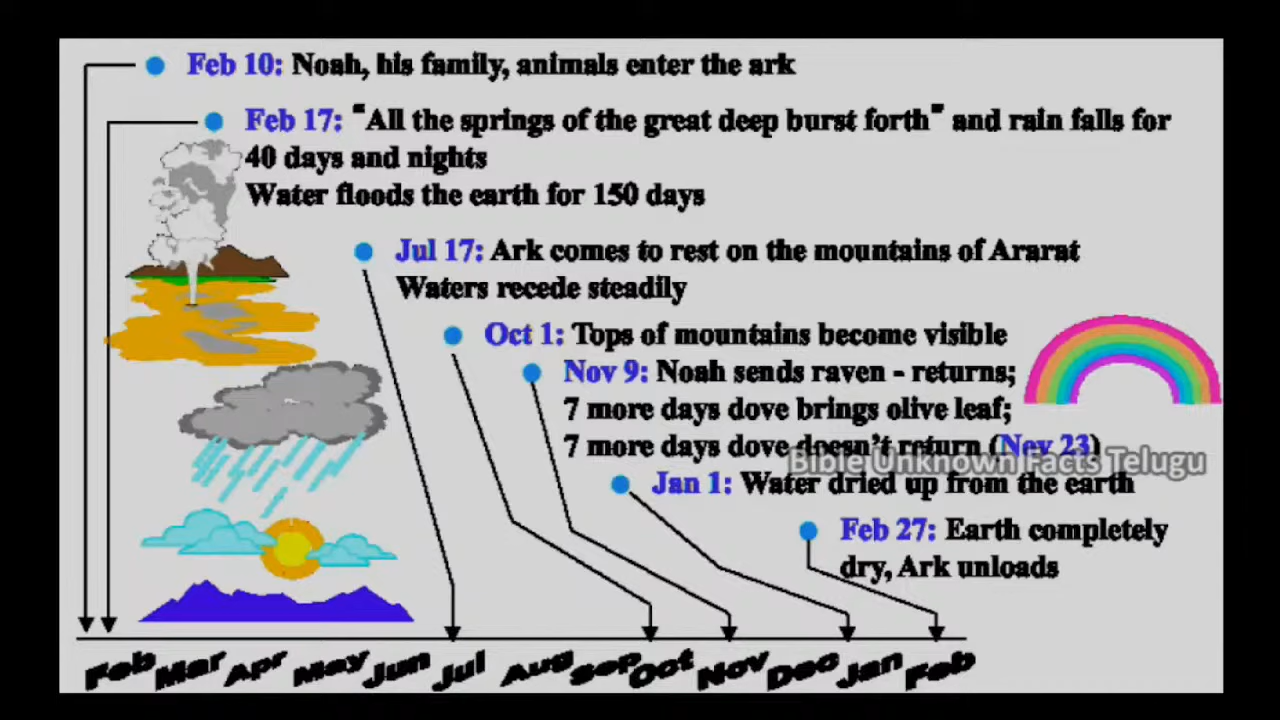 Feb 10: Noah, his family, animals enter the ark
Feb 17: "All the springs of the great deep burst forth" and rain falls for
40 days and nights
Water floods the earth for 150 days
Jul 17: Ark comes to rest on the mountains of Ararat
Waters recede steadily
Oct 1: Tops of mountains become visible
Nov 9: Noah sends raven - returns;
7 more days dove brings olive leaf;
7 more days dove doesn't return (Nov 23)
Bible Unknown Facts Telugu
Jan 1: Water dried up from the earth
Feb 27: Earth completely
dry, Ark unloads
Feb Mar Apr May Jun Jul Aug Sep Oct Nov Dec Jan Feb